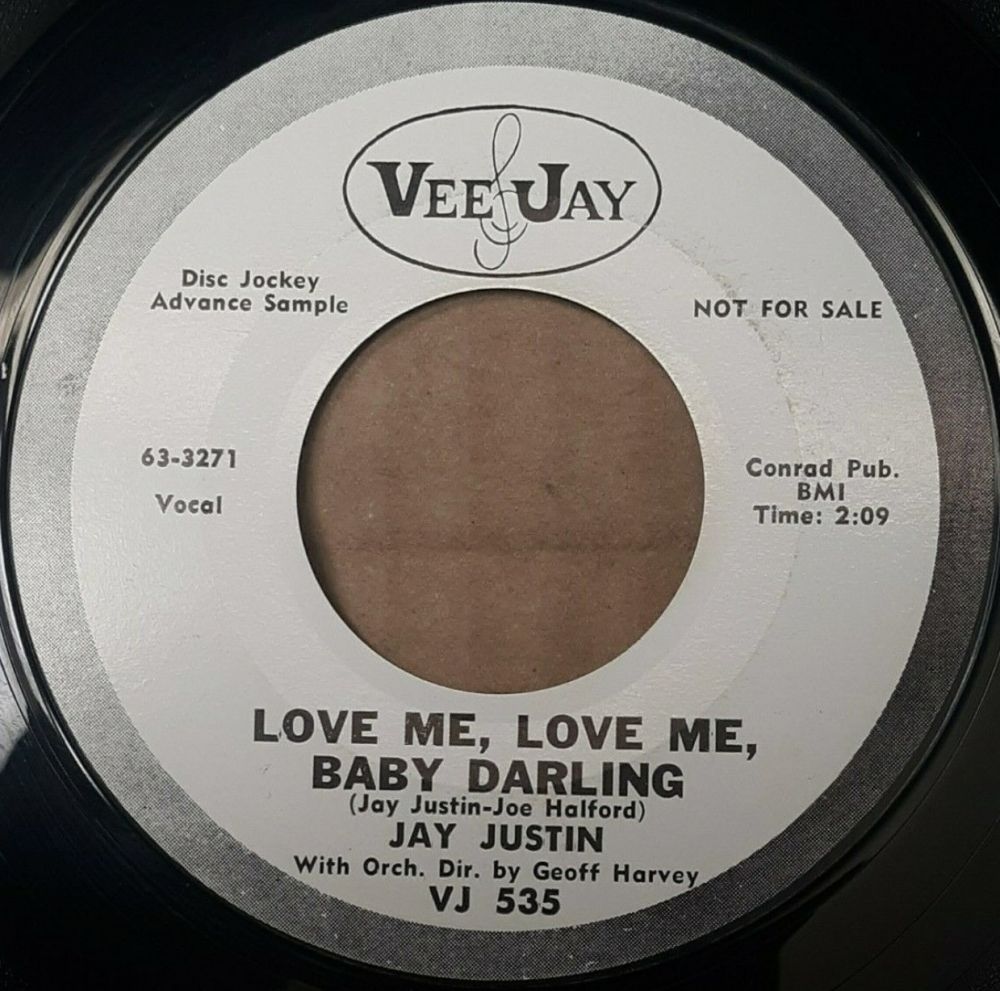 VEE JAY
Disc Jockey
Advance Sample
NOT FOR SALE
63-3271
Vocal
Conrad Pub.
BMI
Time: 2:09
LOVE ME, LOVE ME,
BABY DARLING
(Jay Justin-Joe Halford)
JAY JUSTIN
With Orch. Dir. by Geoff Harvey
VJ 535